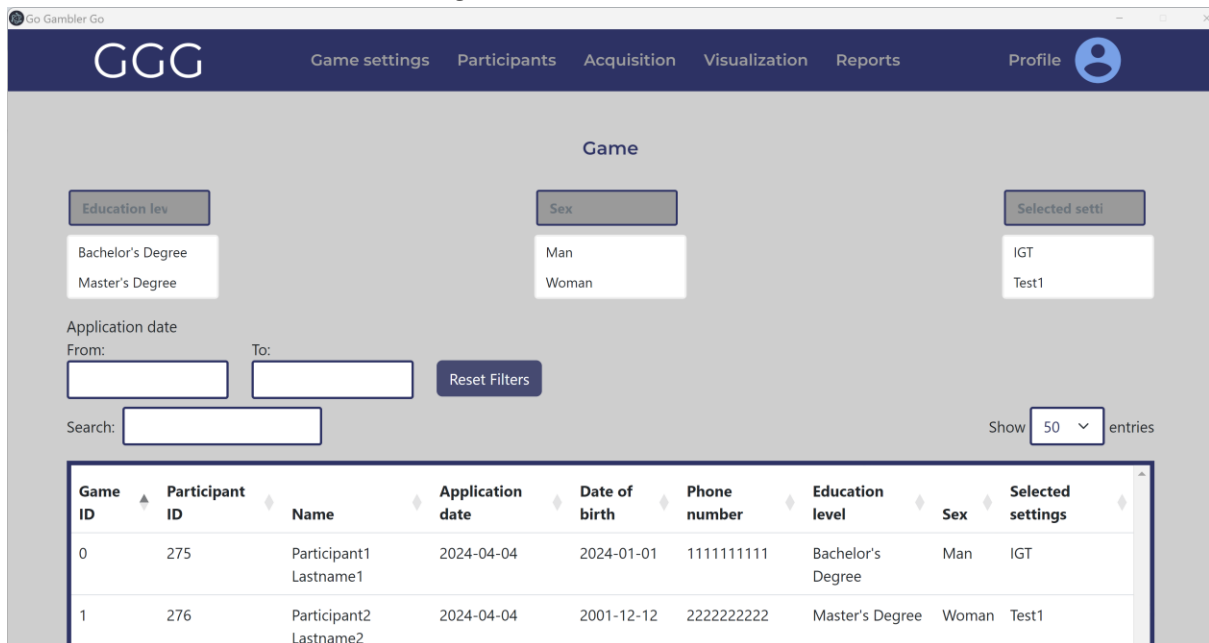 Go Gambler Go
GGG Game settings Participants Acquisition Visualization Reports Profile
Game
Education lev Sex Selected setti
Bachelor's Degree Man IGT
Master's Degree Woman Test1
Application date
From: To:
Reset Filters
Search: Show 50 entries
Game ID Participant ID Name Application date Date of birth Phone number Education level Sex Selected settings
0 275 Participant1 Lastname1 2024-04-04 2024-01-01 1111111111 Bachelor's Degree Man IGT
1 276 Participant2 Lastname2 2024-04-04 2001-12-12 2222222222 Master's Degree Woman Test1